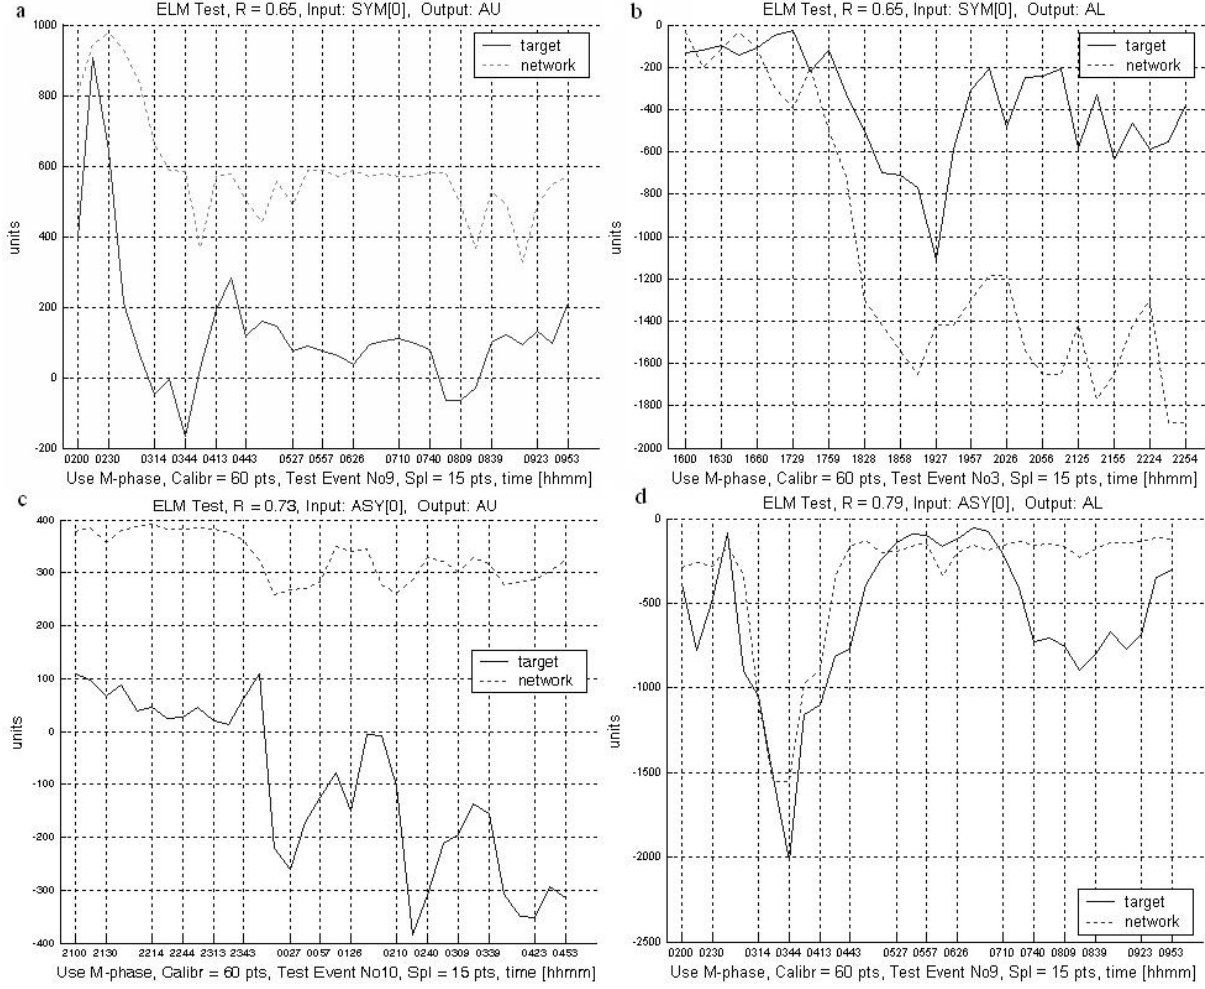 a
ELM Test, R = 0.65, Input: SYM[0], Output: AU
1000
800
600
400
200
0
-200
units
target
network
0200 0230 0314 0344 0413 0443 0527 0557 0626 0710 0740 0809 0839 0923 0953
Use M-phase, Calibr = 60 pts, Test Event No9, Spl = 15 pts, time [hhmm]
b
ELM Test, R = 0.65, Input: SYM[0], Output: AL
0
-200
-400
-600
-800
-1000
-1200
-1400
-1600
-1800
-2000
units
target
network
1600 1630 1660 1729 1759 1828 1858 1927 1957 2026 2056 2125 2155 2224 2254
Use M-phase, Calibr = 60 pts, Test Event No3, Spl = 15 pts, time [hhmm]
c
ELM Test, R = 0.73, Input: ASY[0], Output: AU
400
300
200
100
0
-100
-200
-300
-400
units
target
network
2100 2130 2214 2244 2313 2343 0027 0057 0126 0210 0240 0309 0339 0423 0453
Use M-phase, Calibr = 60 pts, Test Event No10, Spl = 15 pts, time [hhmm]
d
ELM Test, R = 0.79, Input: ASY[0], Output: AL
0
-500
-1000
-1500
-2000
-2500
units
target
network
0200 0230 0314 0344 0413 0443 0527 0557 0626 0710 0740 0809 0839 0923 0953
Use M-phase, Calibr = 60 pts, Test Event No9, Spl = 15 pts, time [hhmm]